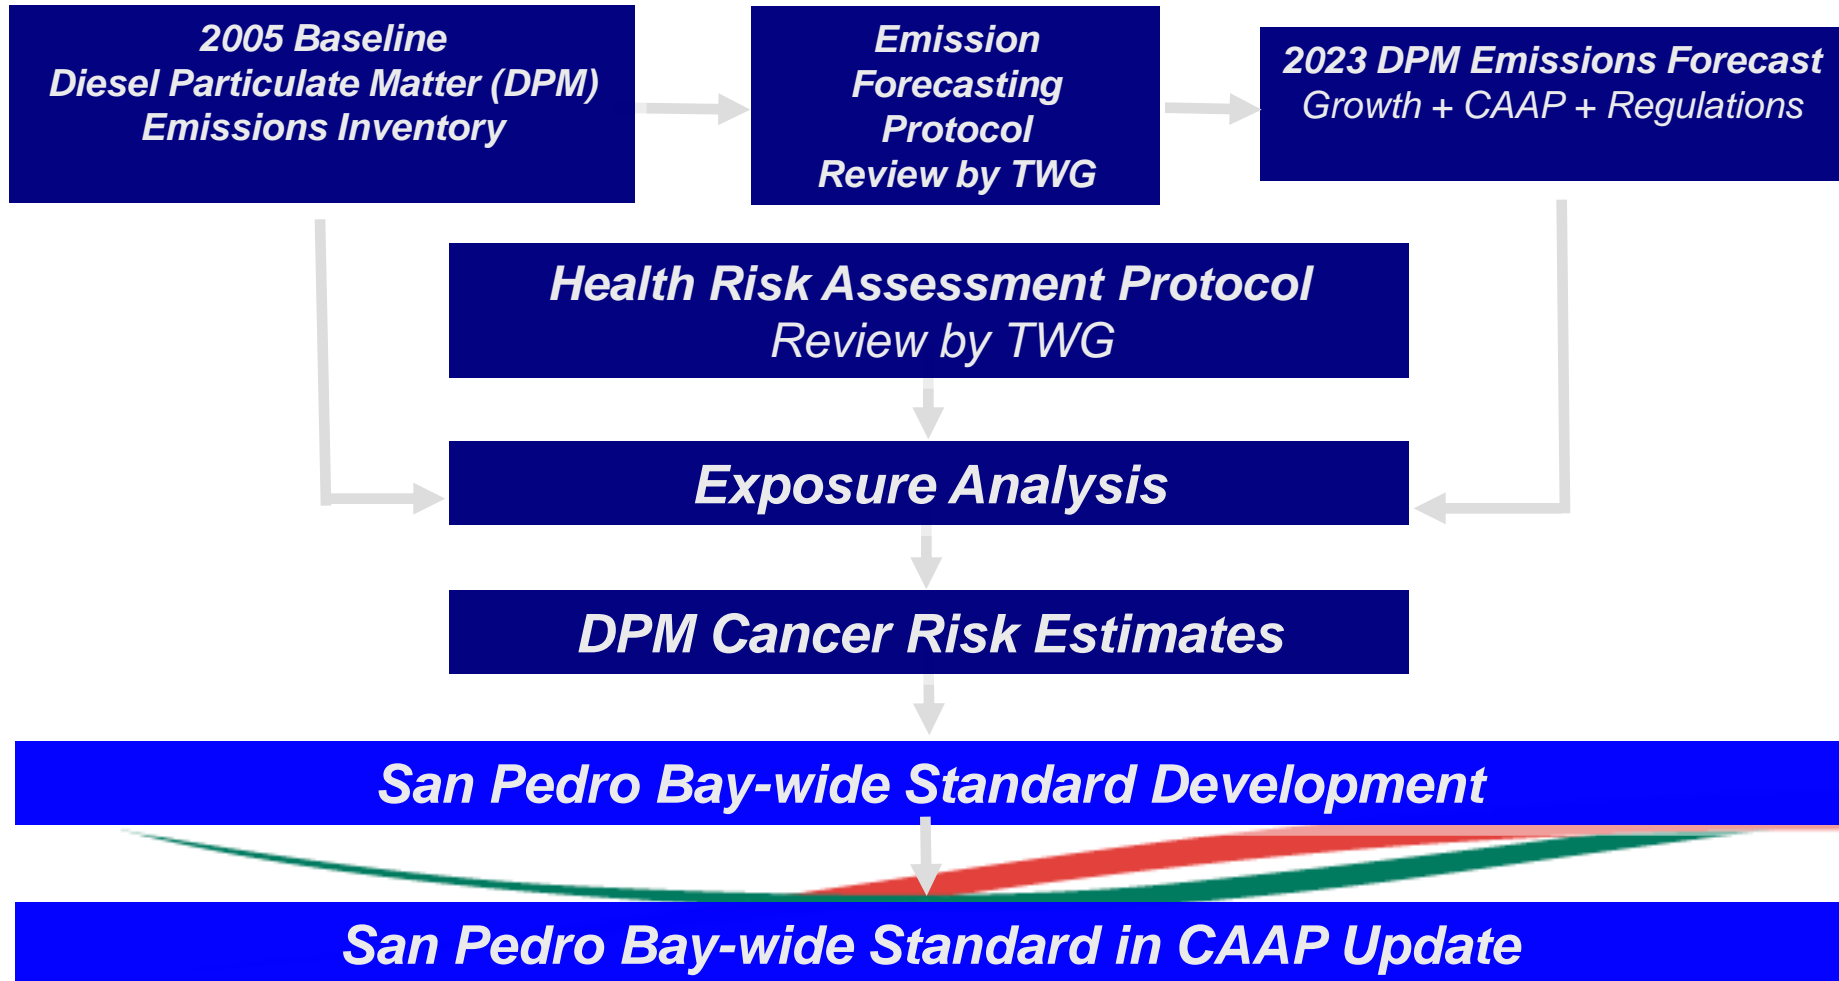 2005 Baseline
Diesel Particulate Matter (DPM)
Emissions Inventory
Emission
Forecasting
Protocol
Review by TWG
2023 DPM Emissions Forecast
Growth + CAAP + Regulations
Health Risk Assessment Protocol
Review by TWG
Exposure Analysis
DPM Cancer Risk Estimates
San Pedro Bay-wide Standard Development
San Pedro Bay-wide Standard in CAAP Update